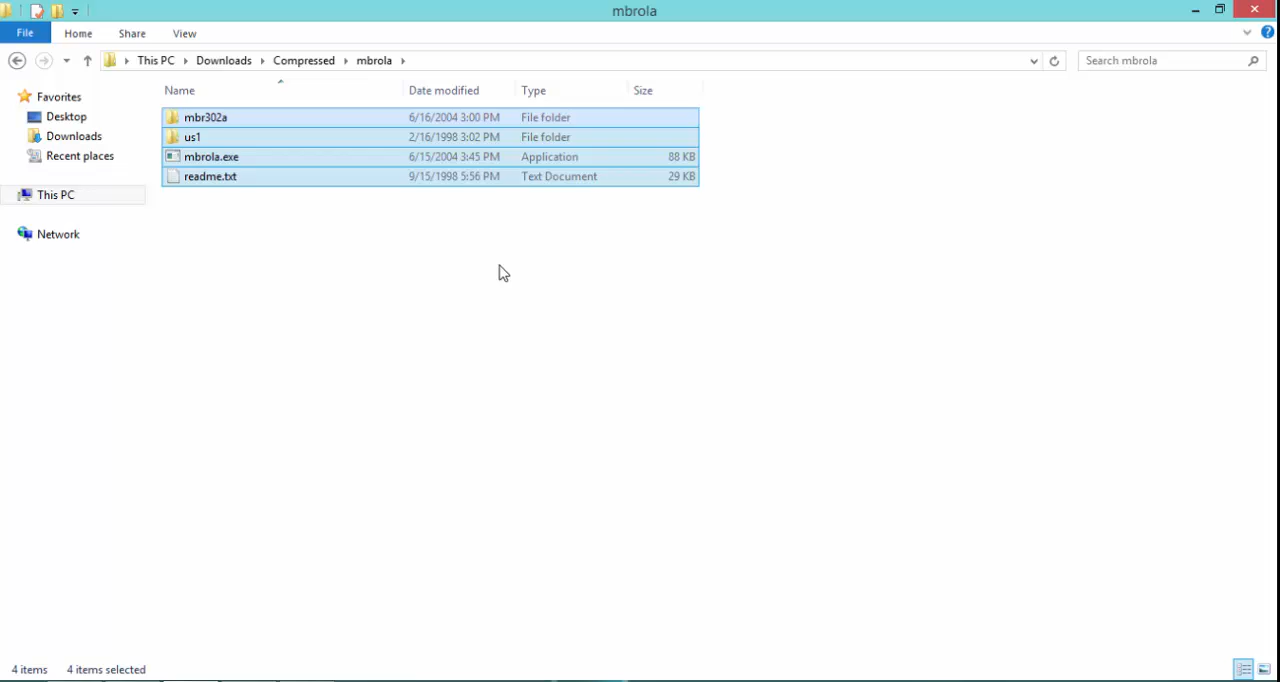 mbrola
File Home Share View
This PC Downloads Compressed mbrola Search mbrola
Name Date modified Type Size
Favorites
Desktop
Downloads
Recent places
This PC
Network
mbr302a 6/16/2004 3:00 PM File folder
us1 2/16/1998 3:02 PM File folder
mbrola.exe 6/15/2004 3:45 PM Application 88 KB
readme.txt 9/15/1998 5:56 PM Text Document 29 KB
4 items 4 items selected